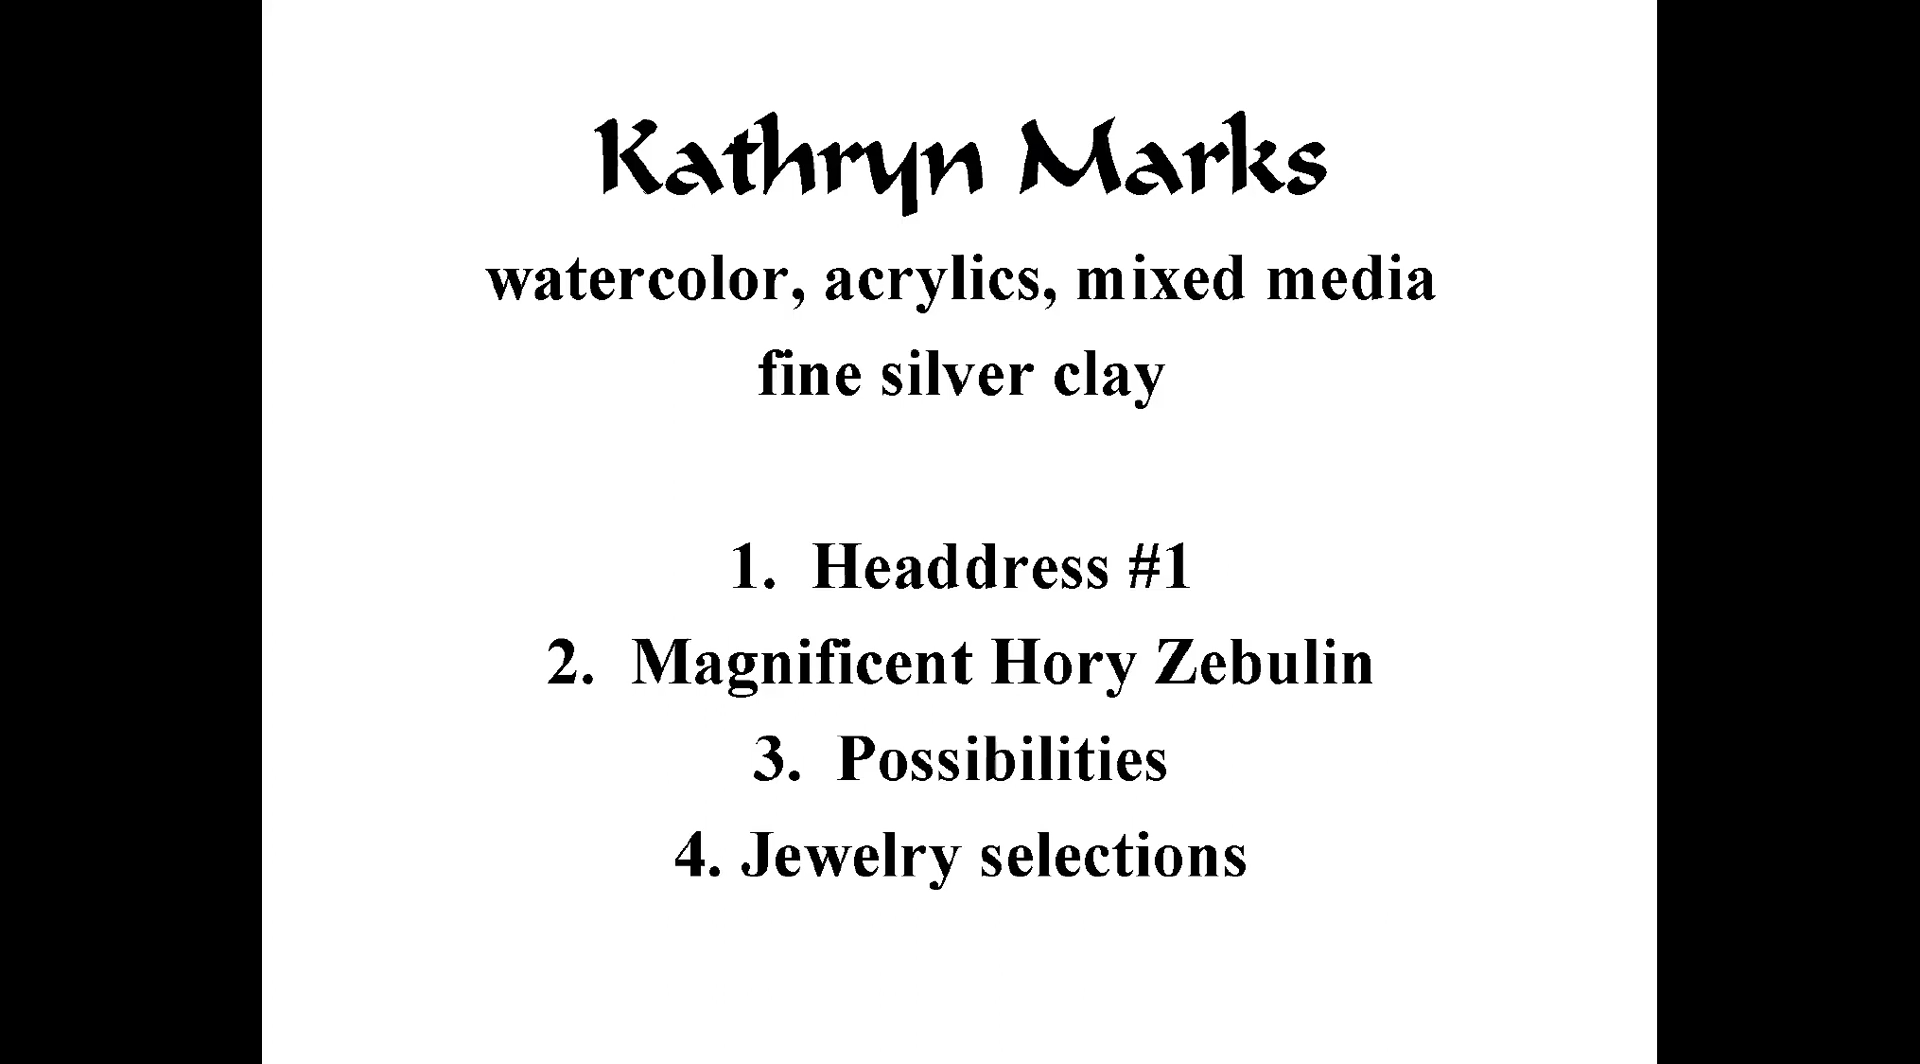 Kathryn Marks
watercolor, acrylics, mixed media
fine silver clay
1. Headdress #1
2. Magnificent Hory Zebulin
3. Possibilities
4. Jewelry selections